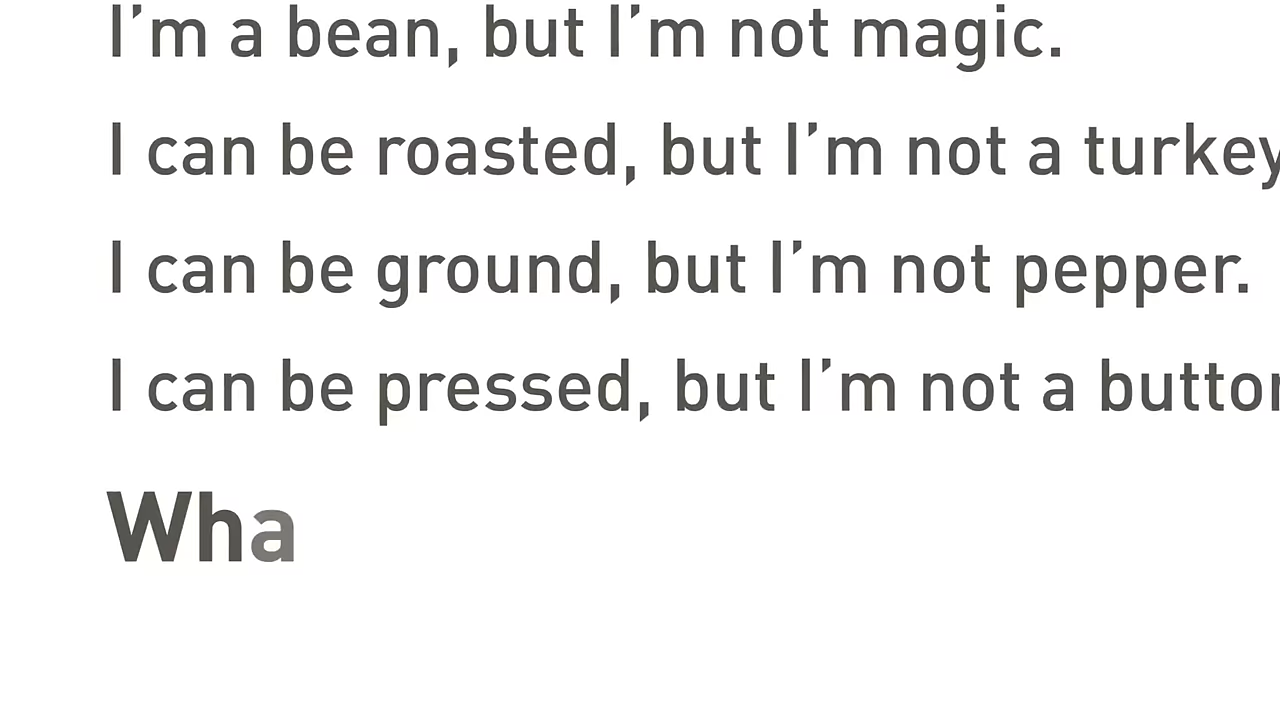 I’m a bean, but I’m not magic.
I can be roasted, but I’m not a turkey
I can be ground, but I’m not pepper.
I can be pressed, but I’m not a button
Wha